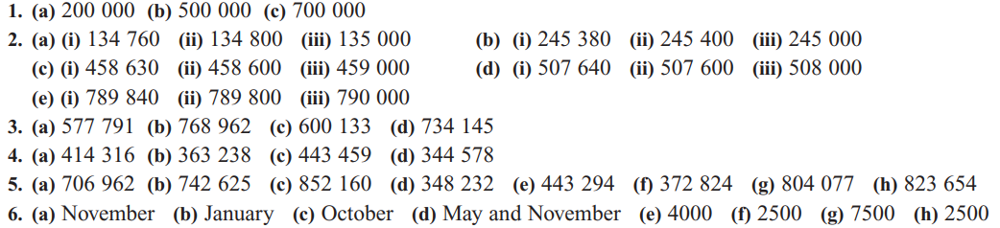 1. (a) 200 000 (b) 500 000 (c) 700 000
2. (a) (i) 134 760 (ii) 134 800 (iii) 135 000 (b) (i) 245 380 (ii) 245 400 (iii) 245 000
(c) (i) 458 630 (ii) 458 600 (iii) 459 000 (d) (i) 507 640 (ii) 507 600 (iii) 508 000
(e) (i) 789 840 (ii) 789 800 (iii) 790 000
3. (a) 577 791 (b) 768 962 (c) 600 133 (d) 734 145
4. (a) 414 316 (b) 363 238 (c) 443 459 (d) 344 578
5. (a) 706 962 (b) 742 625 (c) 852 160 (d) 348 232 (e) 443 294 (f) 372 824 (g) 804 077 (h) 823 654
6. (a) November (b) January (c) October (d) May and November (e) 4000 (f) 2500 (g) 7500 (h) 2500